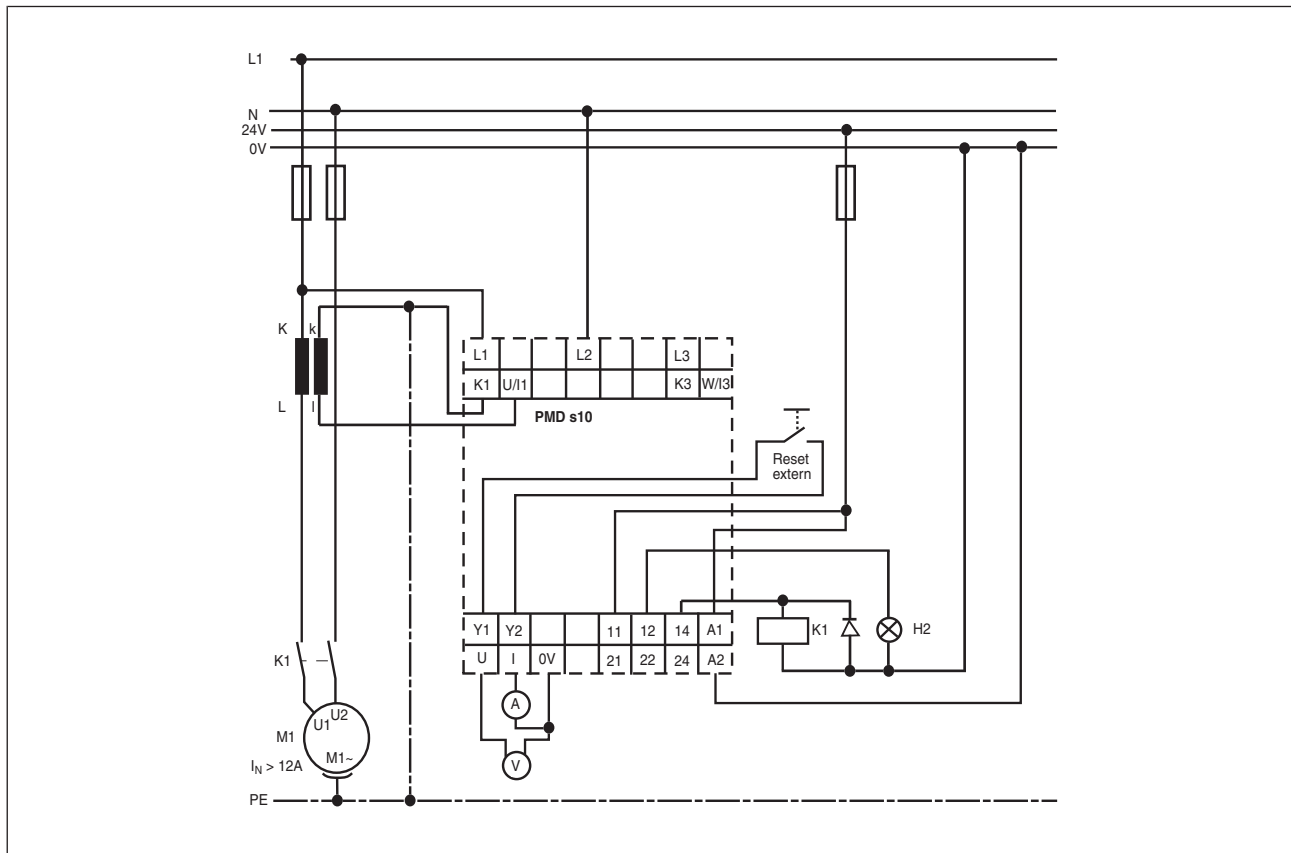 L1
N
24V
0V
K k
L l
L1 L2 L3
K1 U/I1 K3 W/I3
PMD s10
Reset
extern
Y1 Y2 11 12 14 A1
U I 0V 21 22 24 A2
K1 H2
K1
A
V
U1 U2
M1
M1~
IN > 12A
PE